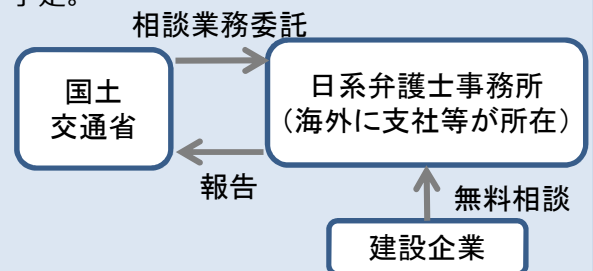 予定。
相談業務委託
国土
交通省
日系弁護士事務所
（海外に支社等が所在）
報告
無料相談
建設企業